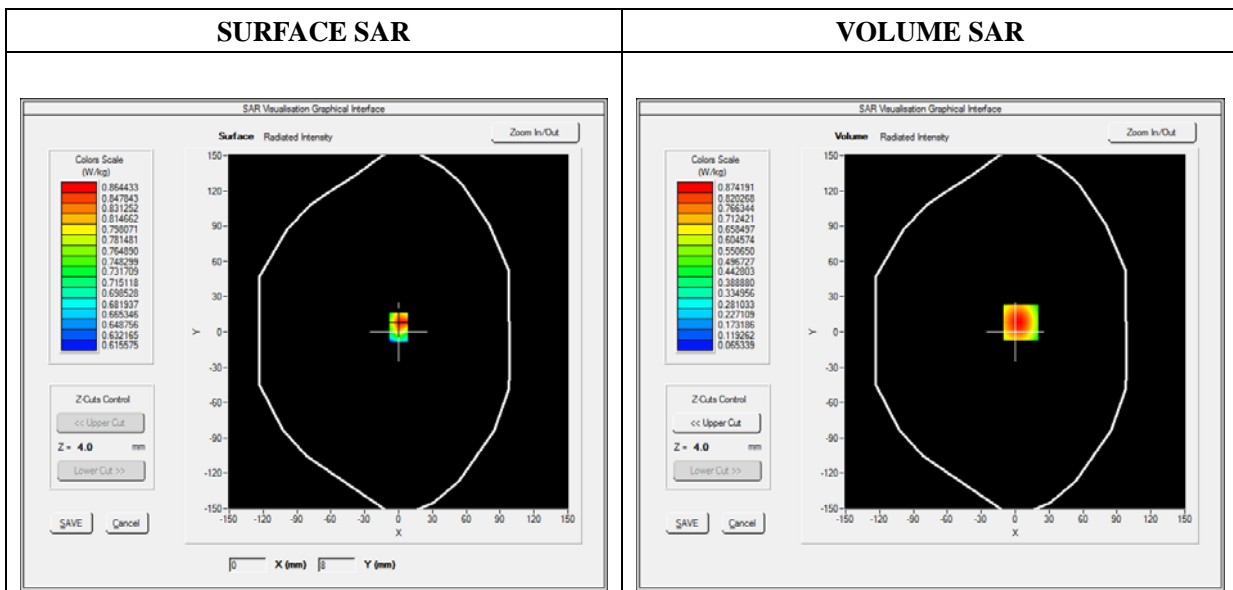 SURFACE SAR
SAR Visualisation Graphical Interface
Surface Radiated Intensity
Zoom In/Out
Colors Scale
(W/kg)
0.864433
0.847843
0.831252
0.814662
0.798071
0.781481
0.764890
0.748299
0.731709
0.715118
0.698528
0.681937
0.665346
0.648756
0.632165
0.615575
Z-Cuts Control
<< Upper Cut
Z = 4.0 mm
Lower Cut >>
SAVE Cancel
150
120
90
60
30
0
-30
-60
-90
-120
-150
Y
-150 -120 -90 -60 -30 0 30 60 90 120 150
X
0 X (mm) 8 Y (mm)
VOLUME SAR
SAR Visualisation Graphical Interface
Volume Radiated Intensity
Zoom In/Out
Colors Scale
(W/kg)
0.874191
0.820268
0.766344
0.712421
0.658497
0.604574
0.550650
0.496727
0.442803
0.388880
0.334956
0.281033
0.227109
0.173186
0.119262
0.065339
Z-Cuts Control
<< Upper Cut
Z = 4.0 mm
Lower Cut >>
SAVE Cancel
150
120
90
60
30
0
-30
-60
-90
-120
-150
Y
-150 -120 -90 -60 -30 0 30 60 90 120 150
X